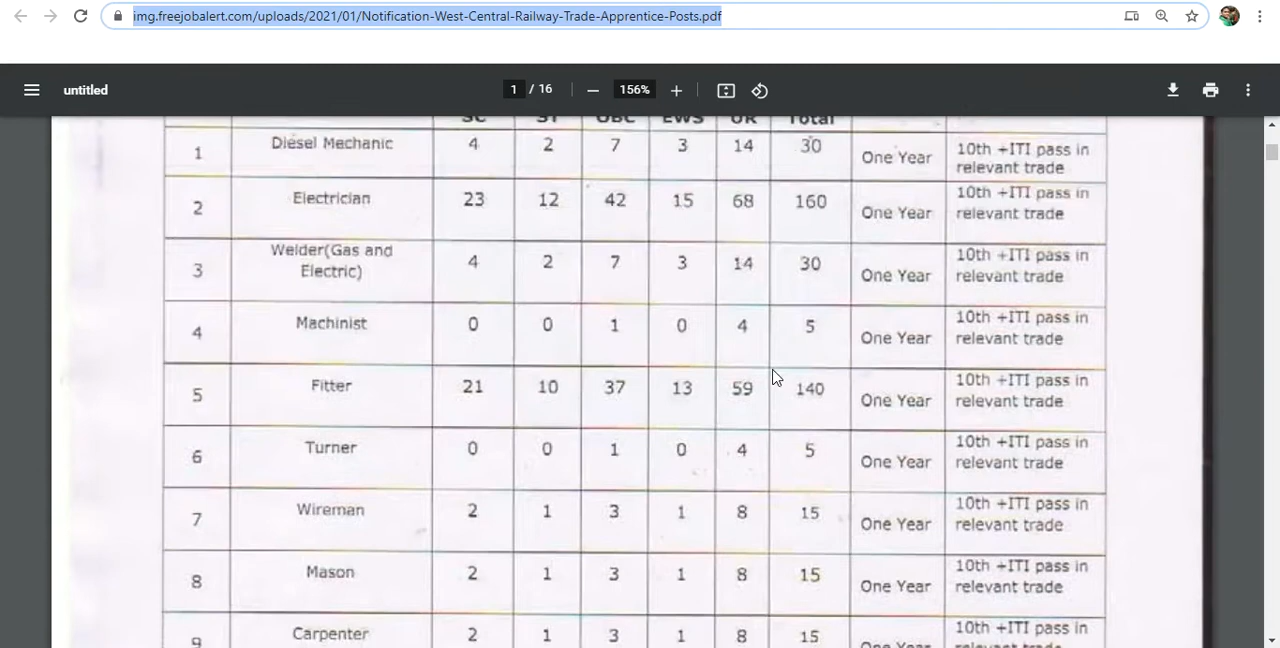 img.freejobalert.com/uploads/2021/01/Notification-West-Central-Railway-Trade-Apprentice-Posts.pdf
untitled
1 / 16
156%
SC ST OBC EWS UR Total
1 Diesel Mechanic 4 2 7 3 14 30 One Year 10th +ITI pass in
relevant trade
2 Electrician 23 12 42 15 68 160 One Year 10th +ITI pass in
relevant trade
3 Welder(Gas and
Electric) 4 2 7 3 14 30 One Year 10th +ITI pass in
relevant trade
4 Machinist 0 0 1 0 4 5 One Year 10th +ITI pass in
relevant trade
5 Fitter 21 10 37 13 59 140 One Year 10th +ITI pass in
relevant trade
6 Turner 0 0 1 0 4 5 One Year 10th +ITI pass in
relevant trade
7 Wireman 2 1 3 1 8 15 One Year 10th +ITI pass in
relevant trade
8 Mason 2 1 3 1 8 15 One Year 10th +ITI pass in
relevant trade
9 Carpenter 2 1 3 1 8 15 One Year 10th +ITI pass in
relevant trade